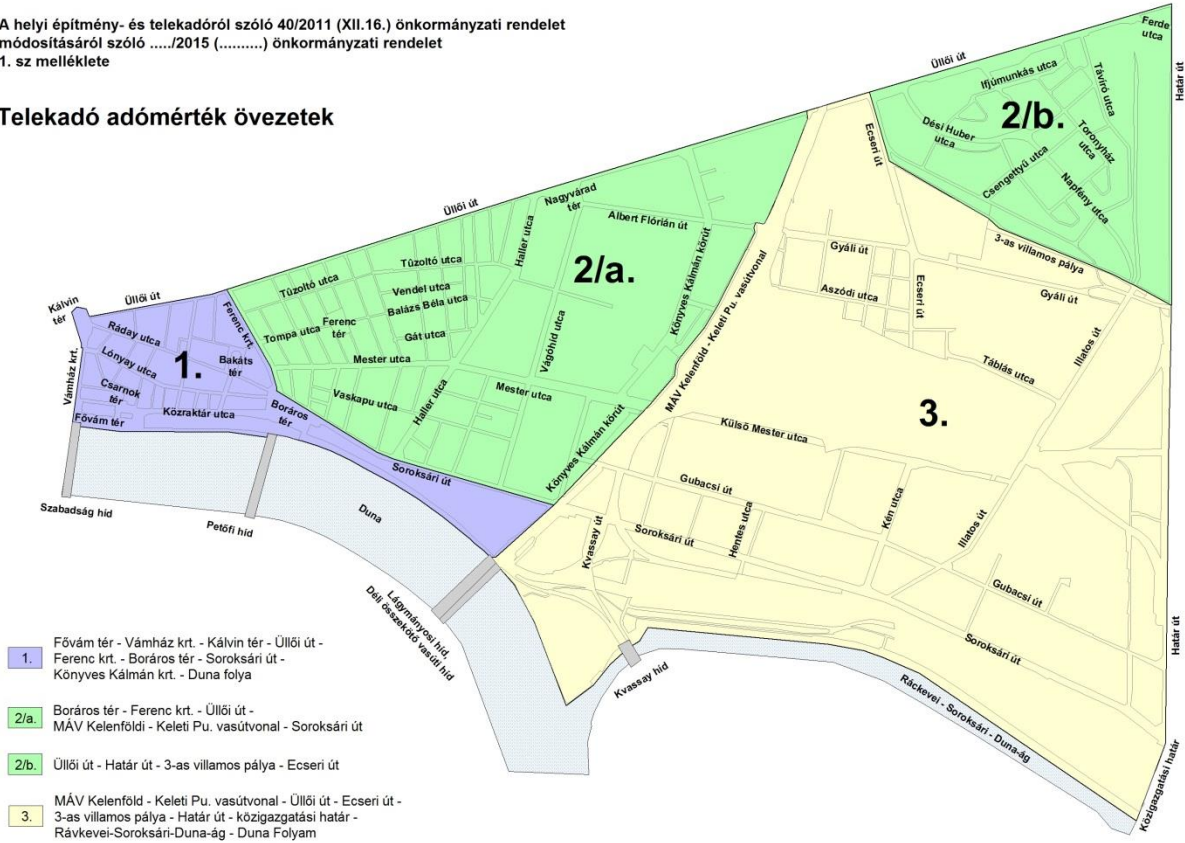 A helyi építmény- és telekadóról szóló 40/2011 (XII.16.) önkormányzati rendelet
módosításáról szóló ...../2015 (..........) önkormányzati rendelet
1. sz melléklete
Telekadó adómérték övezetek
Ferde
utca
Üllői út
Határ út
Ifjúmunkás utca
Távíró utca
2/b.
Dési Huber
utca
Toronyház
utca
Ecseri út
Csengettyű utca
Napfény utca
Nagyvárad
tér
Üllői út
Albert Flórián út
Haller utca
3-as villamos pálya
Gyáli út
Tűzoltó utca
2/a.
Könyves Kálmán körút
MÁV Kelenföld - Keleti Pu. vasútvonal
Tűzoltó utca
Vendel utca
Aszódi utca
Ecseri út
Gyáli út
Üllői út
Kálvin
tér
Ferenc krt.
Balázs Béla utca
Ferenc
tér
Tompa utca
Gát utca
Vágóhíd utca
Illatos út
Ráday utca
1.
Bakáts
tér
Mester utca
Lónyay utca
Táblás utca
Vámház krt.
Csarnok
tér
Vaskapu utca
Haller utca
Mester utca
3.
Közraktár utca
Boráros
tér
Fővám tér
Könyves Kálmán körút
Külső Mester utca
Soroksári út
Gubacsi út
Kén utca
Szabadság híd
Petőfi híd
Duna
Hentes utca
Soroksári út
Kvassay út
Illatos út
Gubacsi út
Lágymányosi híd,
Déli összekötő vasúti híd
Soroksári út
Határ út
Kvassay híd
Ráckevei - Soroksári - Duna-ág
Közigazgatási határ
1.
Fővám tér - Vámház krt. - Kálvin tér - Üllői út -
Ferenc krt. - Boráros tér - Soroksári út -
Könyves Kálmán krt. - Duna folya
2/a.
Boráros tér - Ferenc krt. - Üllői út -
MÁV Kelenföldi - Keleti Pu. vasútvonal - Soroksári út
2/b.
Üllői út - Határ út - 3-as villamos pálya - Ecseri út
3.
MÁV Kelenföld - Keleti Pu. vasútvonal - Üllői út - Ecseri út -
3-as villamos pálya - Határ út - közigazgatási határ -
Rávkevei-Soroksári-Duna-ág - Duna Folyam